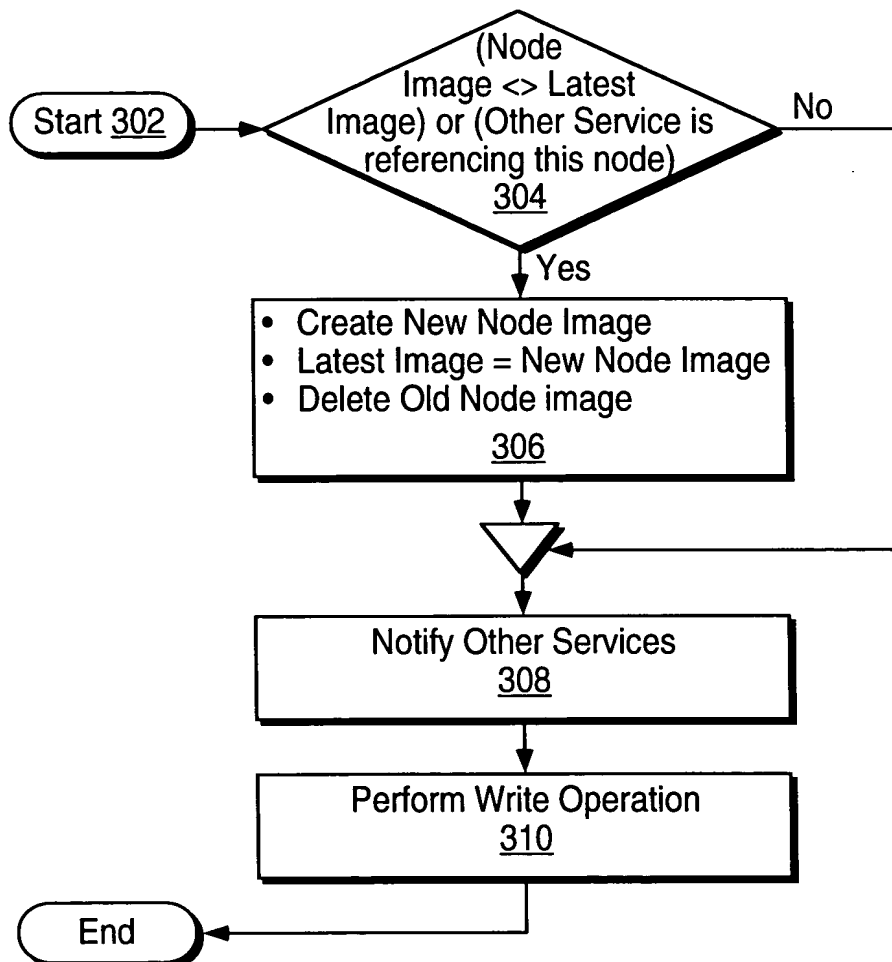 (Node
Image <> Latest
Image) or (Other Service is
referencing this node)
304
Start 302
No
Yes
• Create New Node Image
• Latest Image = New Node Image
• Delete Old Node image
306
Notify Other Services
308
Perform Write Operation
310
End